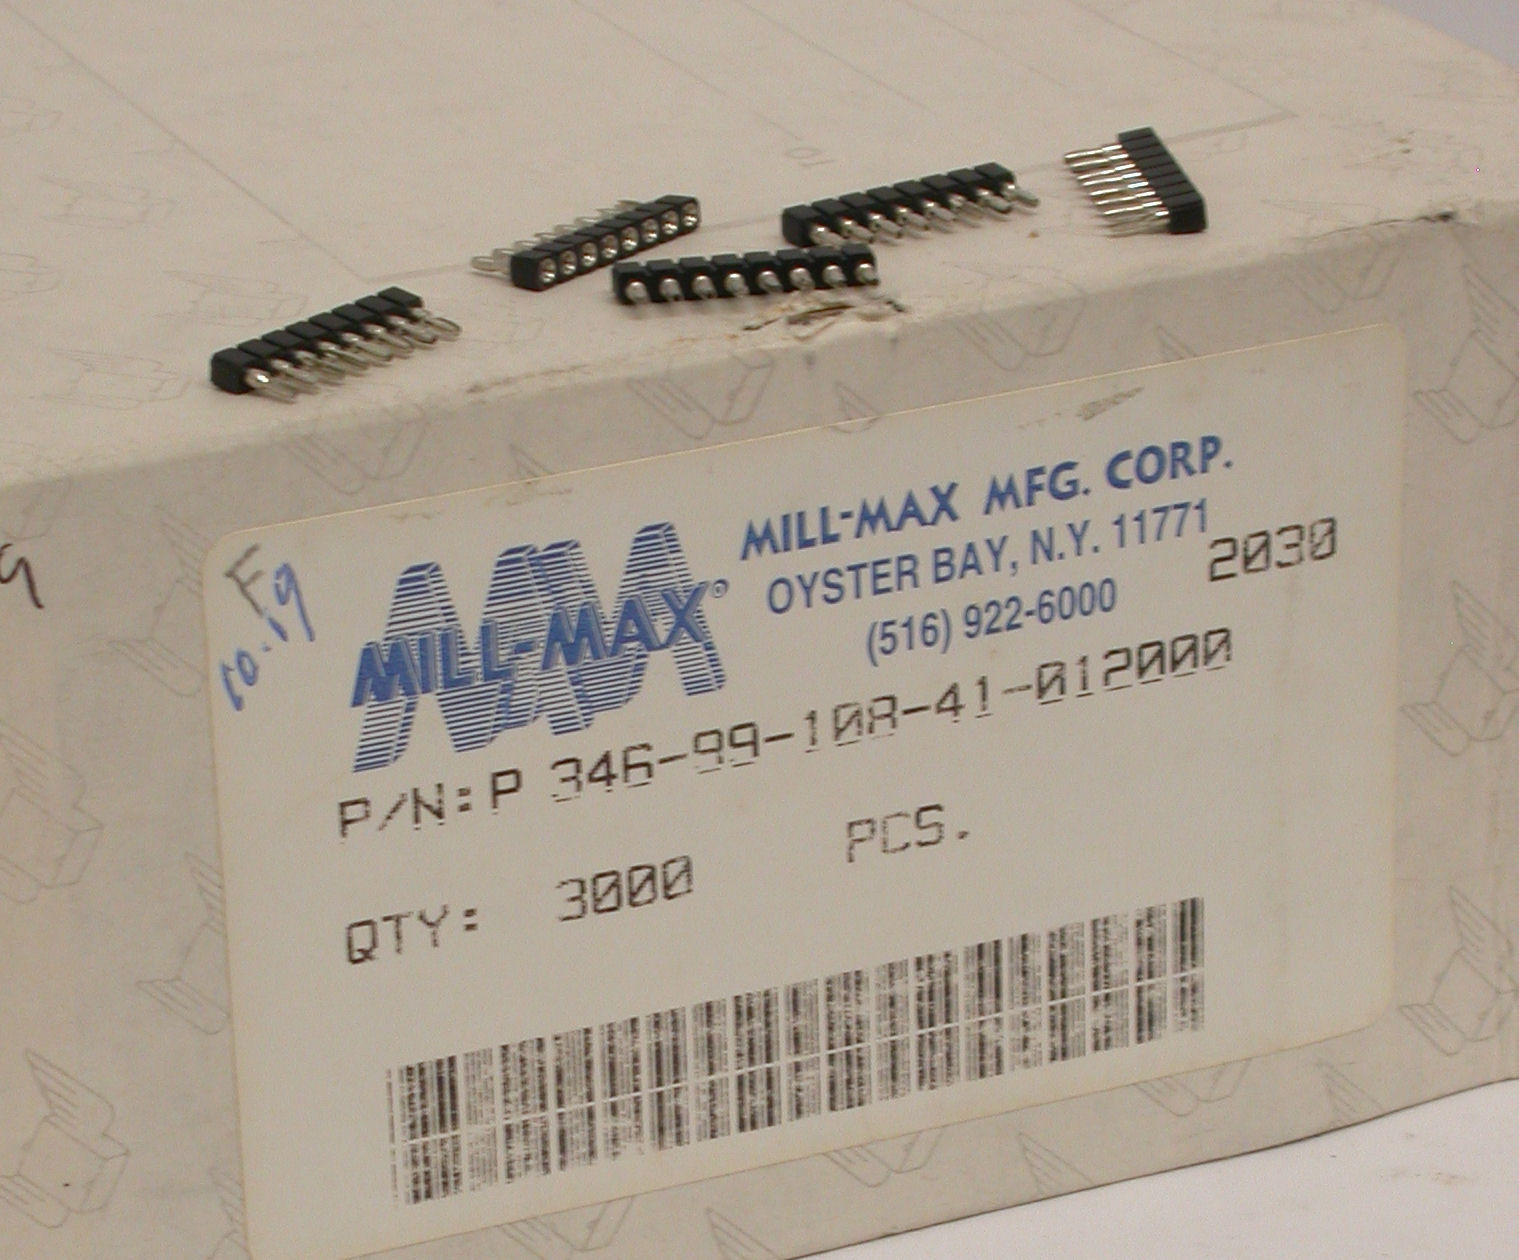 MILL-MAX®
MILL-MAX MFG. CORP.
OYSTER BAY, N.Y. 11771
(516) 922-6000
2030
P/N: P 346-99-108-41-012000
QTY: 3000 PCS.